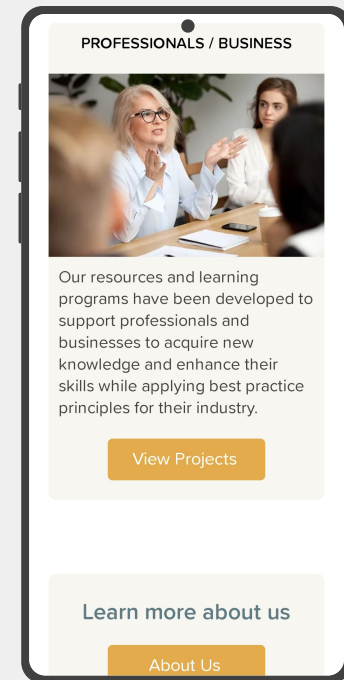 PROFESSIONALS / BUSINESS
Our resources and learning
programs have been developed to
support professionals and
businesses to acquire new
knowledge and enhance their
skills while applying best practice
principles for their industry.
View Projects
Learn more about us
About Us